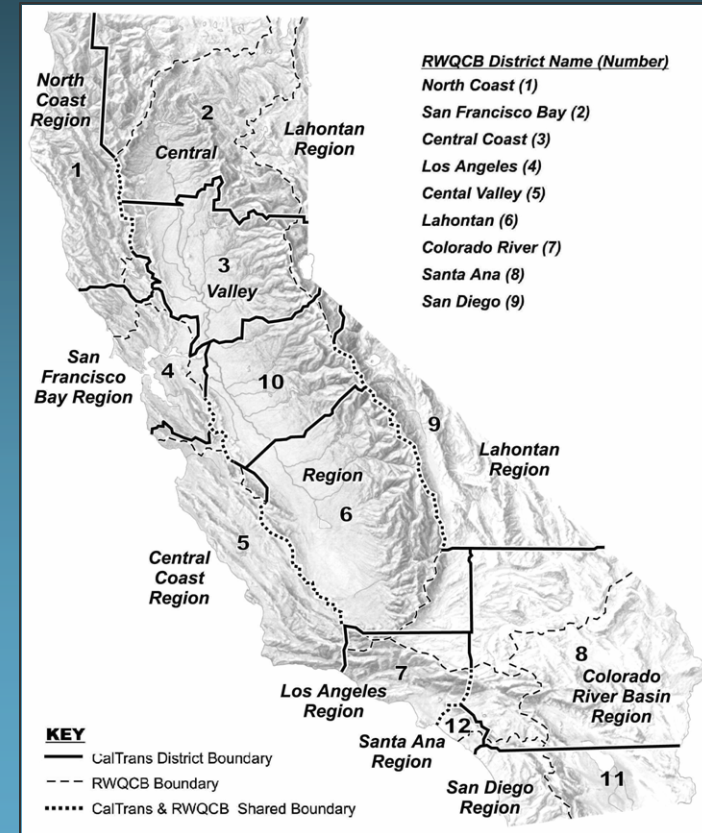 RWQCB District Name (Number)
North Coast (1)
San Francisco Bay (2)
Central Coast (3)
Los Angeles (4)
Cental Valley (5)
Lahontan (6)
Colorado River (7)
Santa Ana (8)
San Diego (9)
North
Coast
Region
1
2
Central
Lahontan
Region
3
Valley
San
Francisco
Bay Region
4
10
9
Lahontan
Region
Region
6
5
Central
Coast
Region
7
Los Angeles
Region
8
Colorado
River Basin
Region
12
Santa Ana
Region
San Diego
Region
11
KEY
CalTrans District Boundary
RWQCB Boundary
CalTrans & RWQCB Shared Boundary